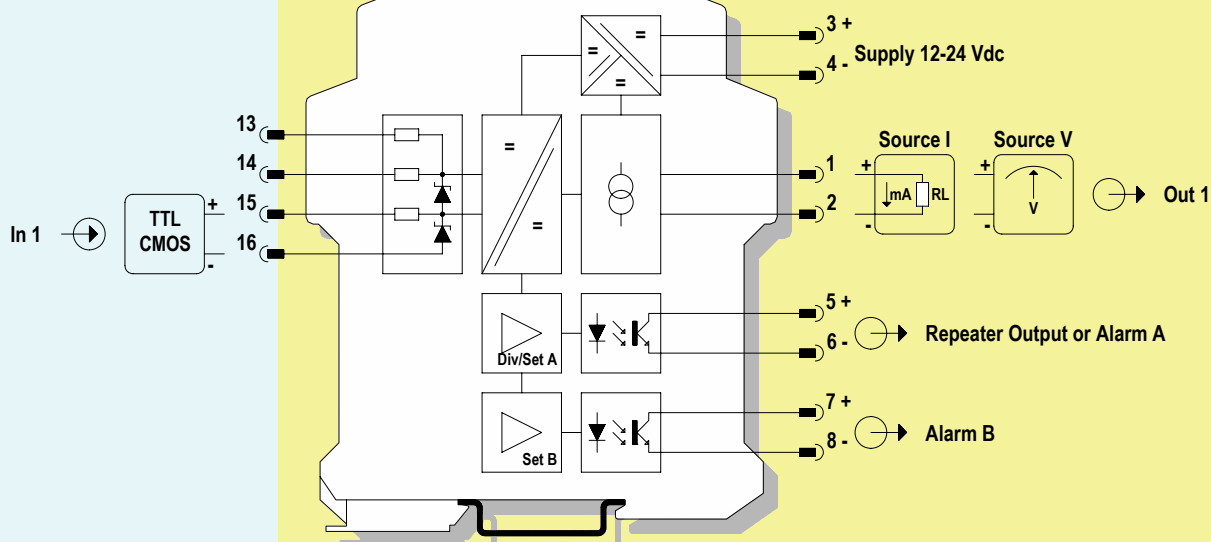 3 +
4 -
Supply 12-24 Vdc
=
=
=
13
14
15
16
In 1
TTL
CMOS
+
-
=
=
1
2
Source I
+
mA
RL
-
Source V
+
V
-
Out 1
Div/Set A
5 +
6 -
Repeater Output or Alarm A
Set B
7 +
8 -
Alarm B